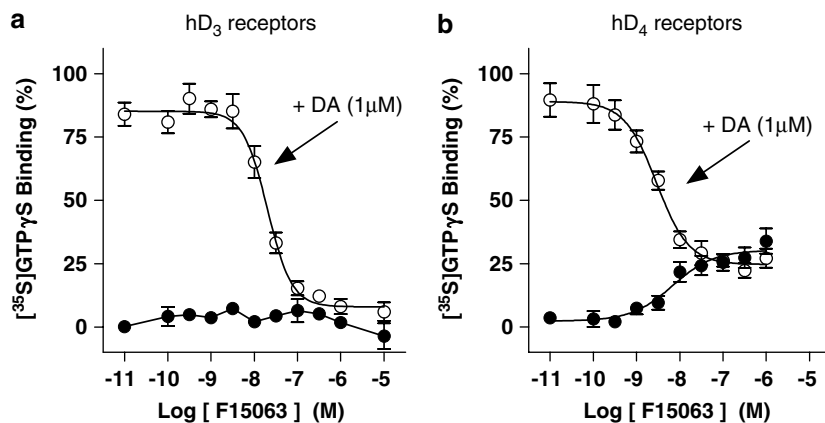 a
hD₃ receptors
[³⁵S]GTPγS Binding (%)
100
75
50
25
0
+ DA (1μM)
-11 -10 -9 -8 -7 -6 -5
Log [ F15063 ] (M)
b
hD₄ receptors
[³⁵S]GTPγS Binding (%)
100
75
50
25
0
+ DA (1μM)
-11 -10 -9 -8 -7 -6 -5
Log [ F15063 ] (M)